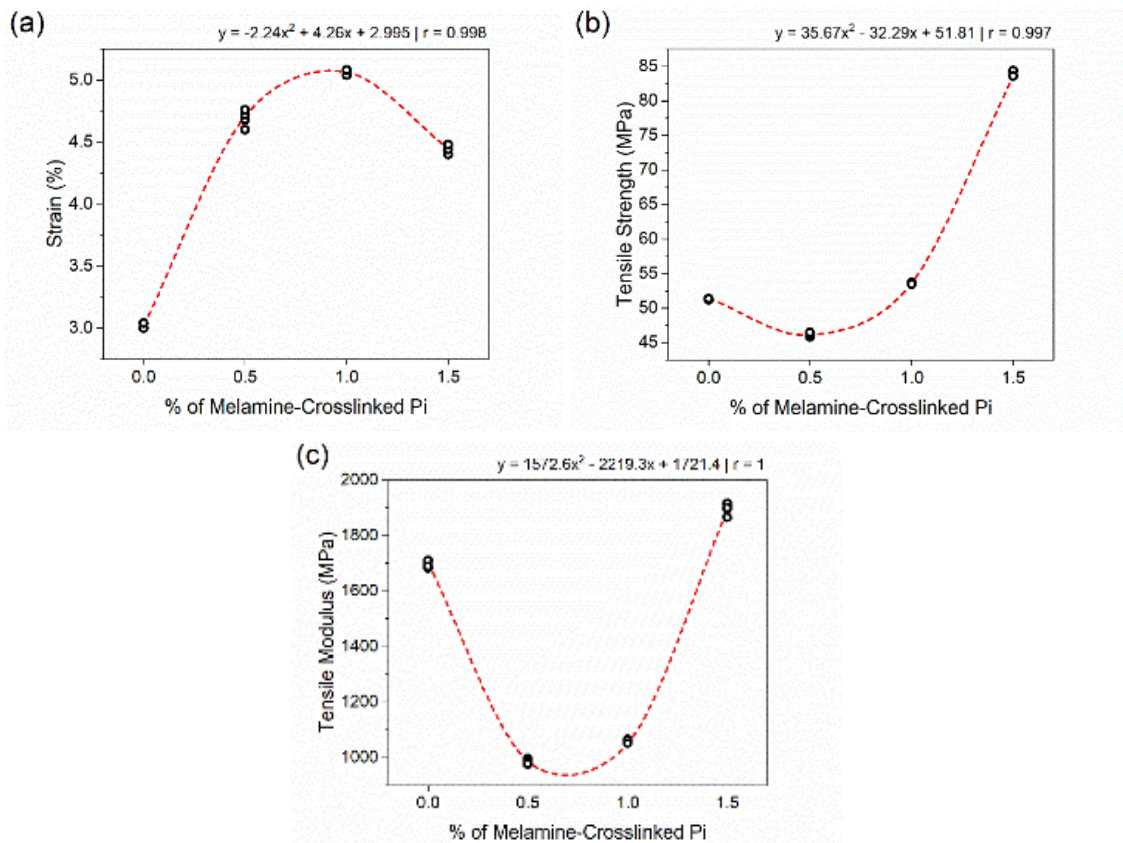 (a)
y = -2.24x² + 4.26x + 2.995 | r = 0.998
5.0
4.5
4.0
3.5
3.0
Strain (%)
0.0 0.5 1.0 1.5
% of Melamine-Crosslinked Pi
(b)
y = 35.67x² - 32.29x + 51.81 | r = 0.997
85
80
75
70
65
60
55
50
45
Tensile Strength (MPa)
0.0 0.5 1.0 1.5
% of Melamine-Crosslinked Pi
(c)
y = 1572.6x² - 2219.3x + 1721.4 | r = 1
2000
1800
1600
1400
1200
1000
Tensile Modulus (MPa)
0.0 0.5 1.0 1.5
% of Melamine-Crosslinked Pi